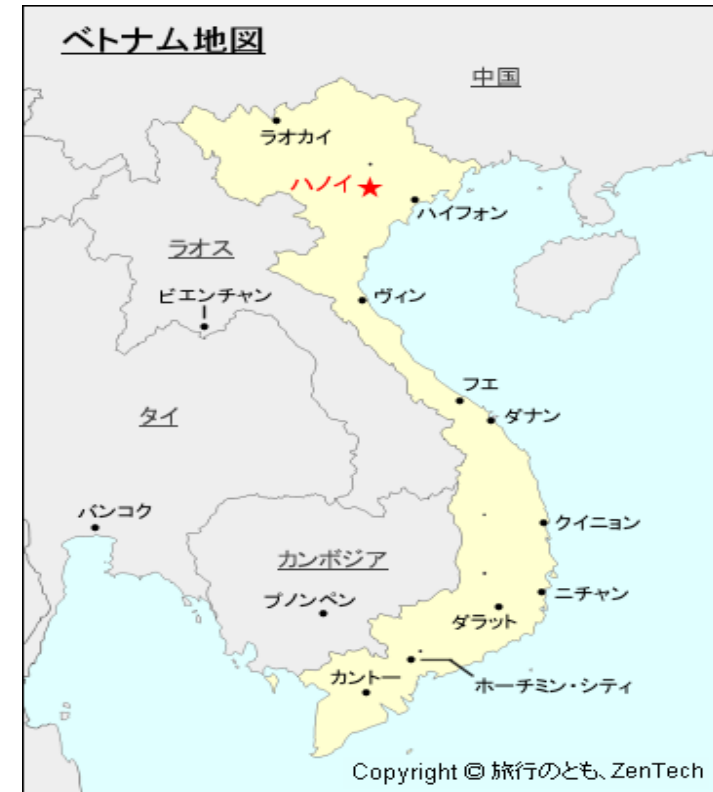 ベトナム地図
中国
ラオカイ
ハノイ
ハイフォン
ラオス
ビエンチャン
ヴィン
フエ
タイ
ダナン
バンコク
クイニョン
カンボジア
プノンペン
ニチャン
ダラット
カントー
ホーチミン・シティ
Copyright © 旅行のとも、ZenTech